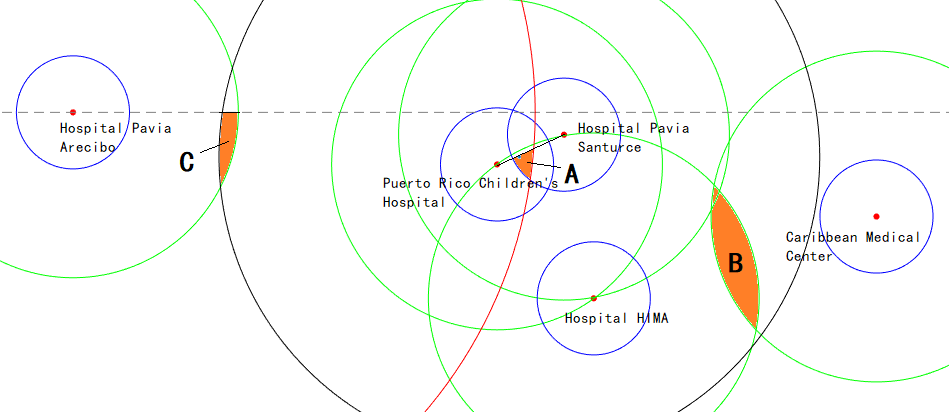 Hospital Pavia
Arecibo
C
Hospital Pavia
Santurce
A
Puerto Rico Children's
Hospital
Caribbean Medical
Center
B
Hospital HIMA